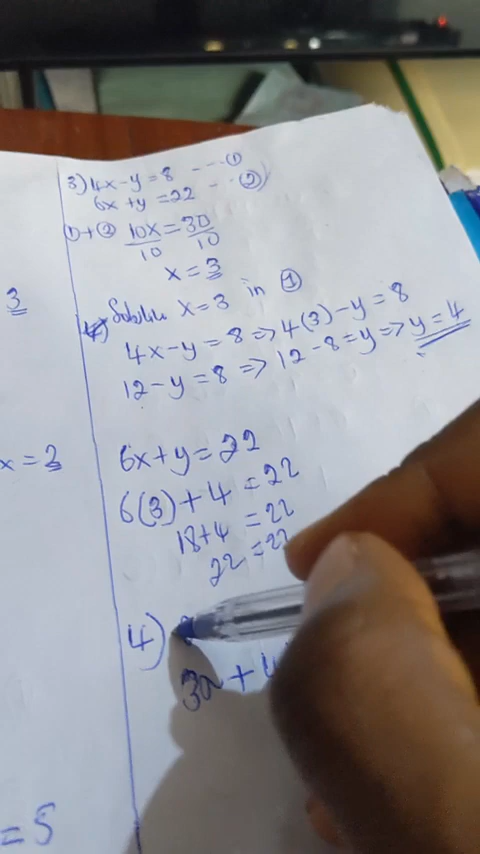 3) 4x - y = 8 --- ①
6x + y = 22 --- ②
① + ② 10x/10 = 30/10
x = 3
in ①
x = 3
4x - y = 8 => 4(3) - y = 8
12 - y = 8 => 12 - 8 = y => y = 4
6x + y = 22
6(3) + 4 = 22
18 + 4 = 22
22 = 22
4)
3a + 4
3
x = 3
= 5